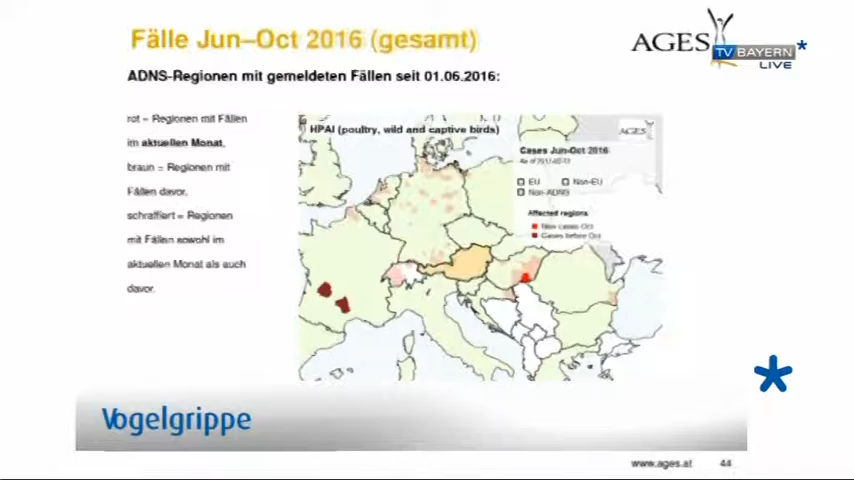 Fälle Jun–Oct 2016 (gesamt)
AGES
TV BAYERN
LIVE
ADNS-Regionen mit gemeldeten Fällen seit 01.06.2016:
rot = Regionen mit Fällen
im aktuellen Monat,
braun = Regionen mit
Fällen davor,
schraffiert = Regionen
mit Fällen sowohl im
aktuellen Monat als auch
davor.
HPAI (poultry, wild and captive birds)
AGES
Cases Jun-Oct 2016
EU
Non-EU
Non-ADNS
Affected regions
New cases Oct
Cases before Oct
Vogelgrippe
www.ages.at 44